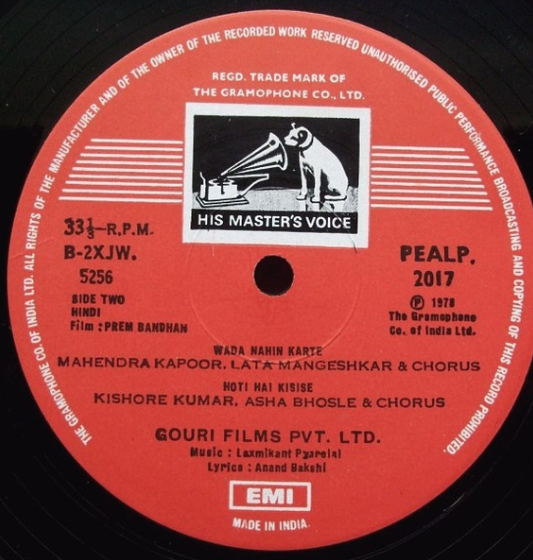 THE GRAMOPHONE CO. OF INDIA LTD. ALL RIGHTS OF THE MANUFACTURER AND OF THE OWNER OF THE RECORDED WORK RESERVED UNAUTHORISED PUBLIC PERFORMANCE BROADCASTING AND COPYING OF THIS RECORD PROHIBITED.
REGD. TRADE MARK OF
THE GRAMOPHONE CO., LTD.
HIS MASTER'S VOICE
33⅓-R.P.M.
B-2XJW.
5256
SIDE TWO
HINDI
Film : PREM BANDHAN
PEALP.
2017
Ⓟ 1978
The Gramophone
Co. of India Ltd.
WADA NAHIN KARTE
MAHENDRA KAPOOR, LATA MANGESHKAR & CHORUS
HOTI HAI KISISE
KISHORE KUMAR, ASHA BHOSLE & CHORUS
GOURI FILMS PVT. LTD.
Music : Laxmikant Pyarelal
Lyrics : Anand Bakshi
EMI
MADE IN INDIA.